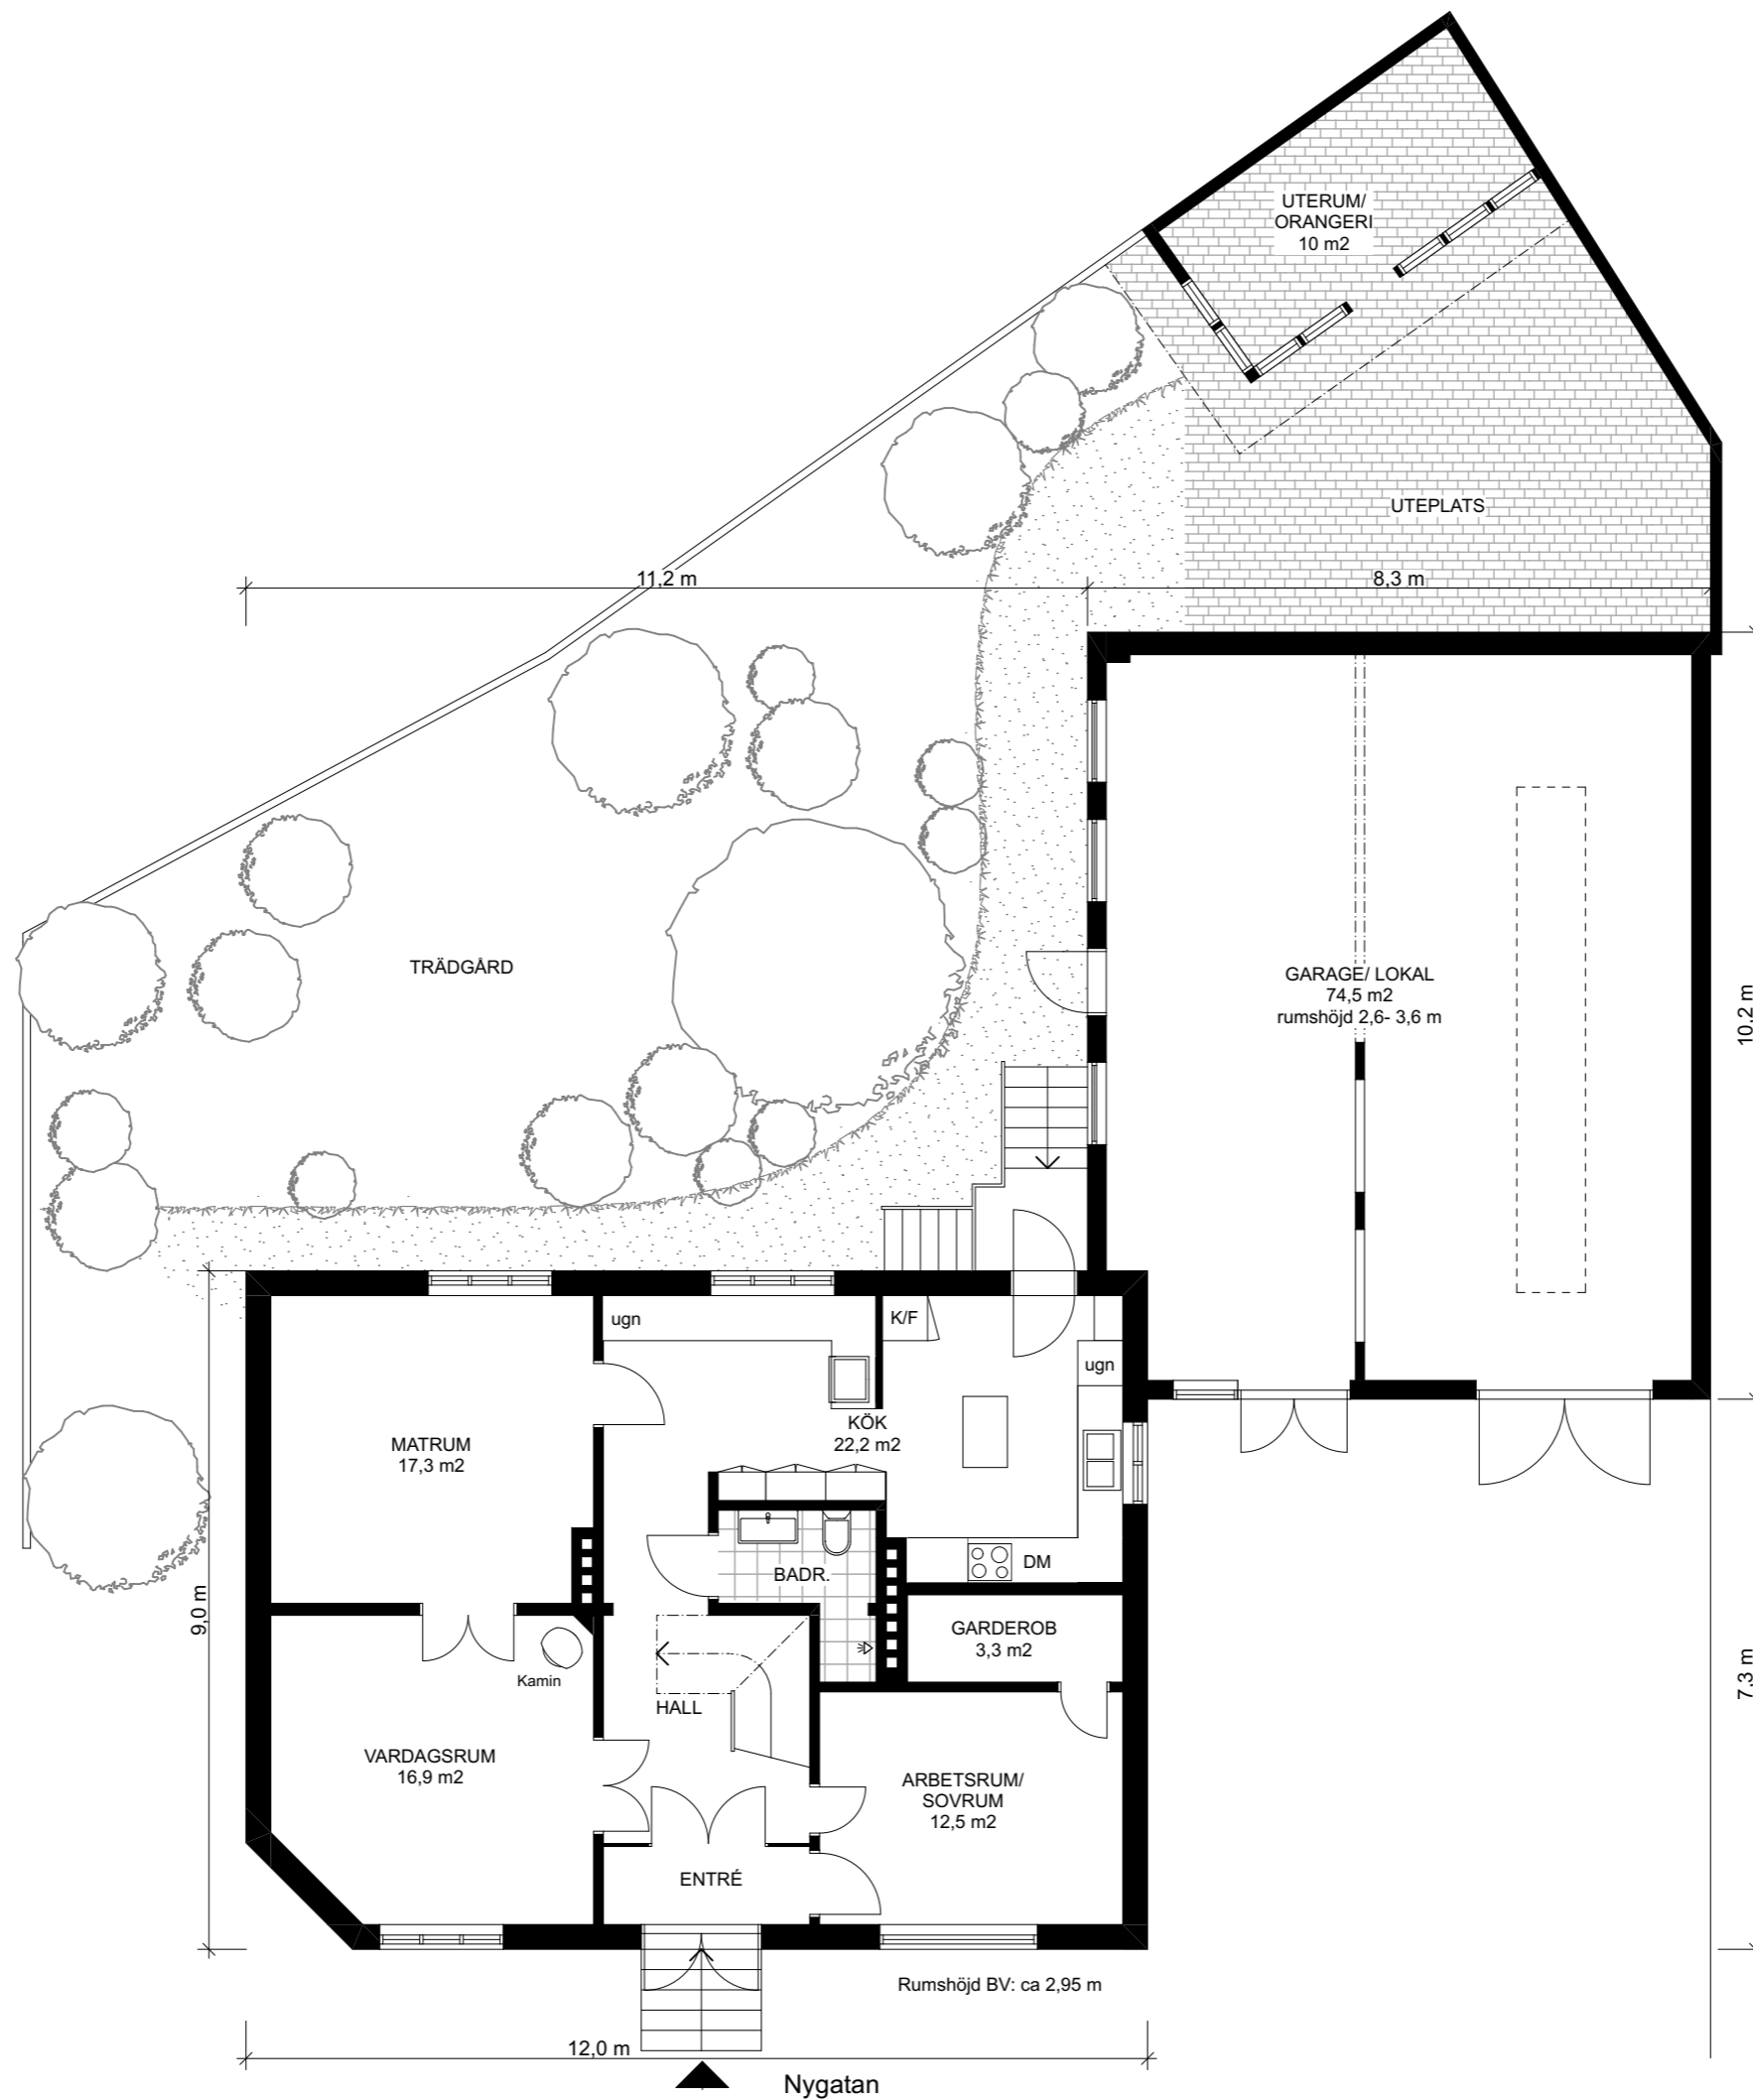 UTERUM/
ORANGERI
10 m2
UTEPLATS
11,2 m
8,3 m
TRÄDGÅRD
GARAGE/ LOKAL
74,5 m2
rumshöjd 2,6- 3,6 m
10,2 m
ugn
K/F
ugn
KÖK
22,2 m2
MATRUM
17,3 m2
DM
BADR.
9,0 m
GARDEROB
3,3 m2
Kamin
HALL
7,3 m
VARDAGSRUM
16,9 m2
ARBETSRUM/
SOVRUM
12,5 m2
ENTRÉ
Rumshöjd BV: ca 2,95 m
12,0 m
Nygatan